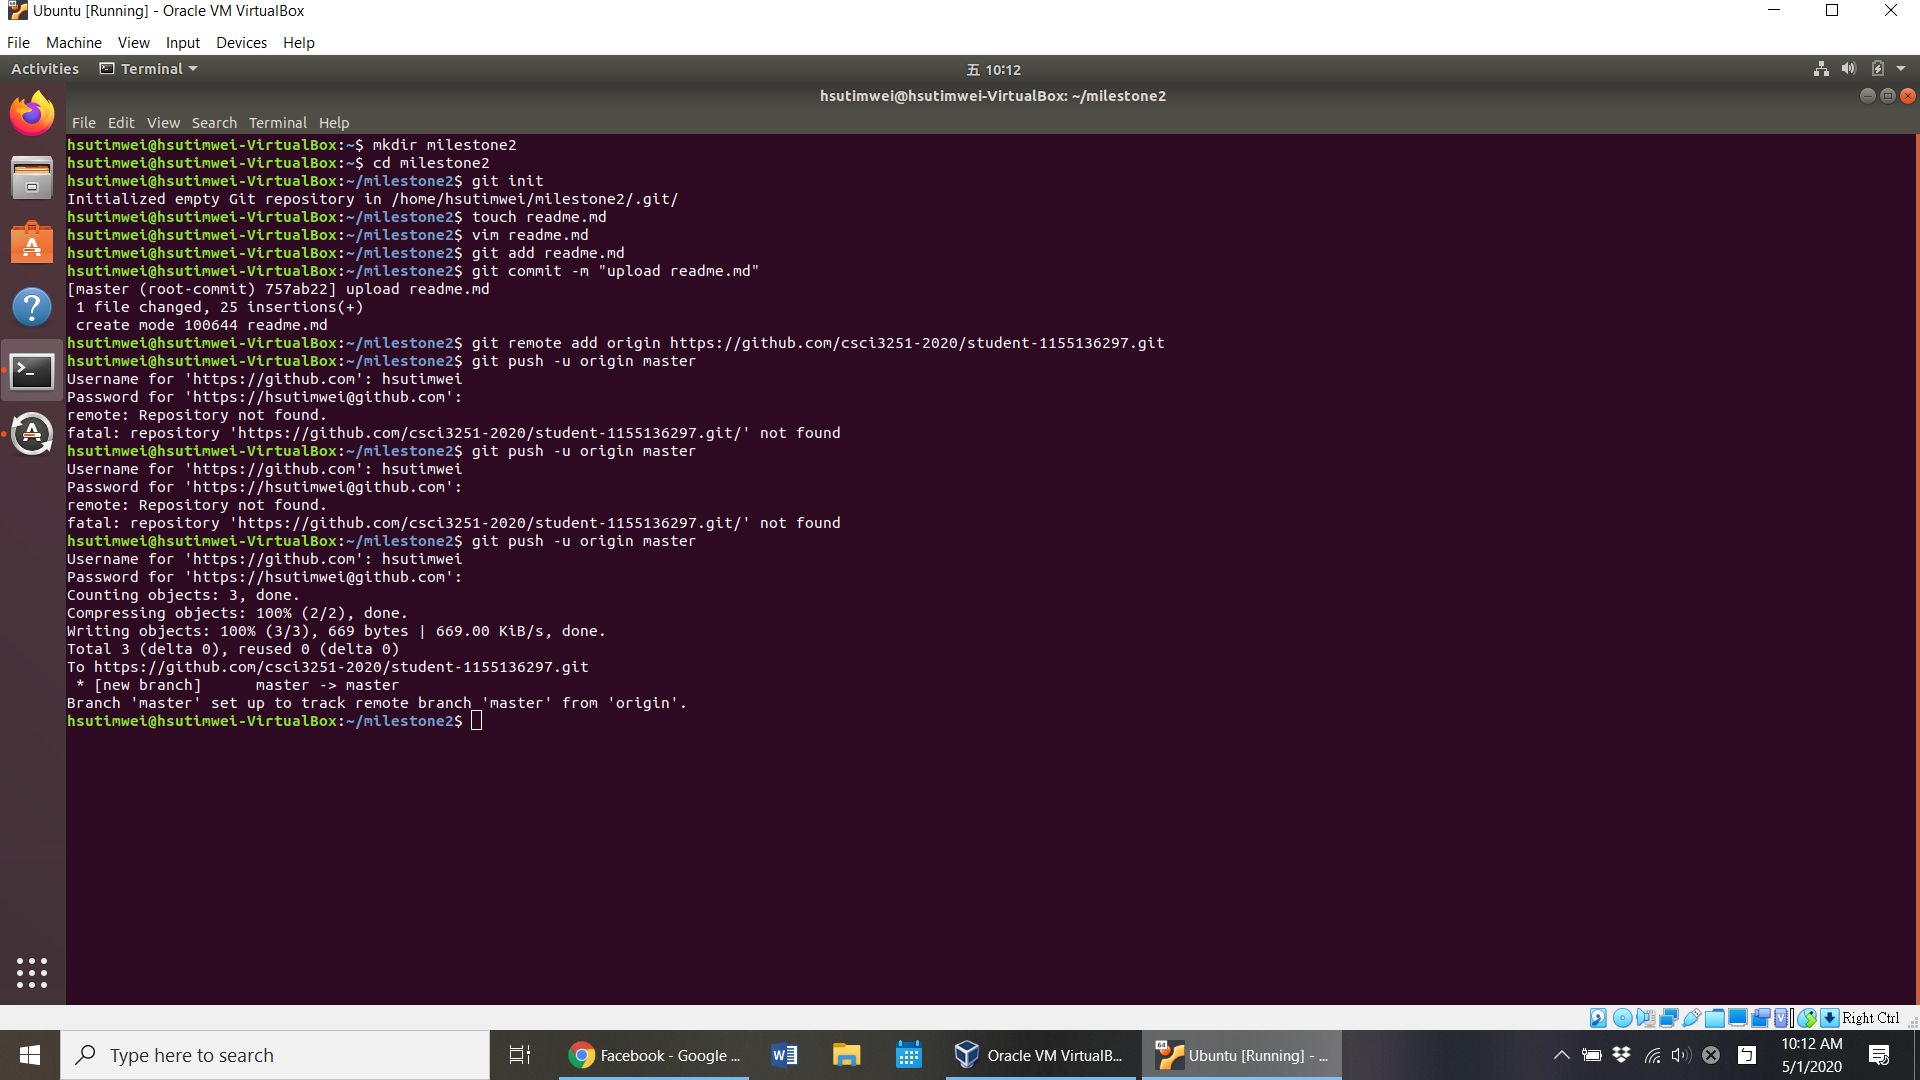 Ubuntu [Running] - Oracle VM VirtualBox
File Machine View Input Devices Help
Activities Terminal 五 10:12
hsutimwei@hsutimwei-VirtualBox: ~/milestone2
File Edit View Search Terminal Help
hsutimwei@hsutimwei-VirtualBox:~$ mkdir milestone2
hsutimwei@hsutimwei-VirtualBox:~$ cd milestone2
hsutimwei@hsutimwei-VirtualBox:~/milestone2$ git init
Initialized empty Git repository in /home/hsutimwei/milestone2/.git/
hsutimwei@hsutimwei-VirtualBox:~/milestone2$ touch readme.md
hsutimwei@hsutimwei-VirtualBox:~/milestone2$ vim readme.md
hsutimwei@hsutimwei-VirtualBox:~/milestone2$ git add readme.md
hsutimwei@hsutimwei-VirtualBox:~/milestone2$ git commit -m "upload readme.md"
[master (root-commit) 757ab22] upload readme.md
 1 file changed, 25 insertions(+)
 create mode 100644 readme.md
hsutimwei@hsutimwei-VirtualBox:~/milestone2$ git remote add origin https://github.com/csci3251-2020/student-1155136297.git
hsutimwei@hsutimwei-VirtualBox:~/milestone2$ git push -u origin master
Username for 'https://github.com': hsutimwei
Password for 'https://hsutimwei@github.com':
remote: Repository not found.
fatal: repository 'https://github.com/csci3251-2020/student-1155136297.git/' not found
hsutimwei@hsutimwei-VirtualBox:~/milestone2$ git push -u origin master
Username for 'https://github.com': hsutimwei
Password for 'https://hsutimwei@github.com':
remote: Repository not found.
fatal: repository 'https://github.com/csci3251-2020/student-1155136297.git/' not found
hsutimwei@hsutimwei-VirtualBox:~/milestone2$ git push -u origin master
Username for 'https://github.com': hsutimwei
Password for 'https://hsutimwei@github.com':
Counting objects: 3, done.
Compressing objects: 100% (2/2), done.
Writing objects: 100% (3/3), 669 bytes | 669.00 KiB/s, done.
Total 3 (delta 0), reused 0 (delta 0)
To https://github.com/csci3251-2020/student-1155136297.git
 * [new branch]      master -> master
Branch 'master' set up to track remote branch 'master' from 'origin'.
hsutimwei@hsutimwei-VirtualBox:~/milestone2$
Right Ctrl
Type here to search
Facebook - Google ...
Oracle VM VirtualB...
Ubuntu [Running] - ...
10:12 AM
5/1/2020